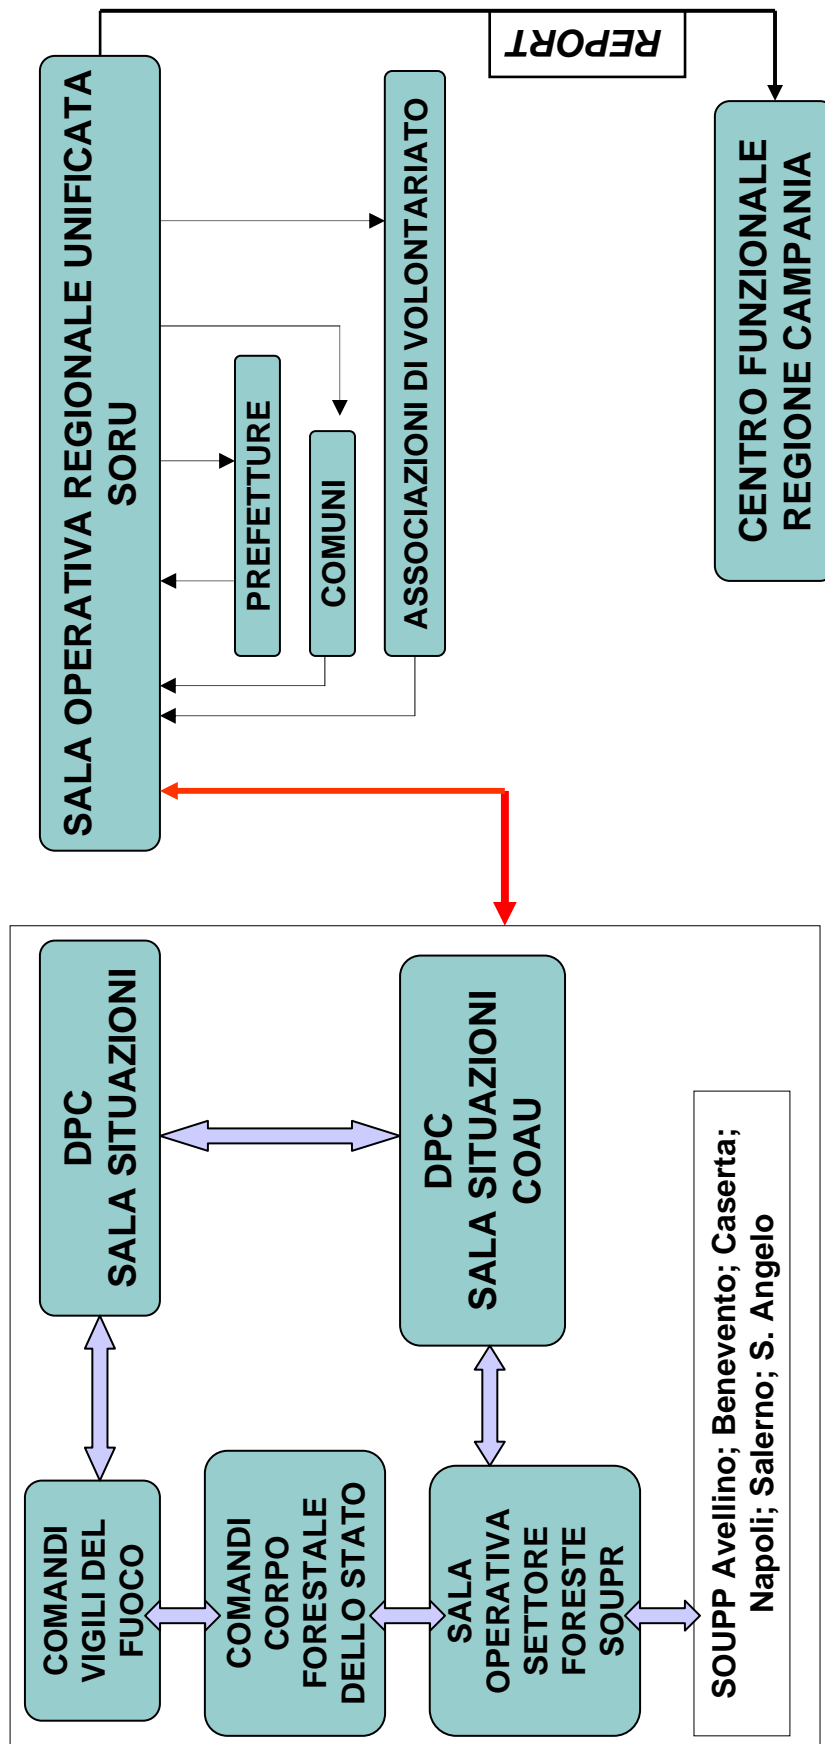 COMANDI
VIGILI DEL
FUOCO
DPC
SALA SITUAZIONI
SALA OPERATIVA REGIONALE UNIFICATA
SORU
COMANDI
CORPO
FORESTALE
DELLO STATO
PREFETTURE
COMUNI
ASSOCIAZIONI DI VOLONTARIATO
REPORT
SALA
OPERATIVA
SETTORE
FORESTE
SOUPR
DPC
SALA SITUAZIONI
COAU
SOUPP Avellino; Benevento; Caserta;
Napoli; Salerno; S. Angelo
CENTRO FUNZIONALE
REGIONE CAMPANIA